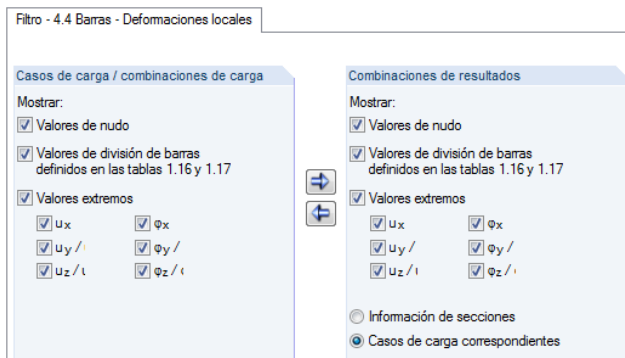 Filtro - 4.4 Barras - Deformaciones locales
Casos de carga / combinaciones de carga
Mostrar:
Valores de nudo
Valores de división de barras
definidos en las tablas 1.16 y 1.17
Valores extremos
ux φx
uy / φy /
uz / φz /
Combinaciones de resultados
Mostrar:
Valores de nudo
Valores de división de barras
definidos en las tablas 1.16 y 1.17
Valores extremos
ux φx
uy / φy /
uz / φz /
Información de secciones
Casos de carga correspondientes